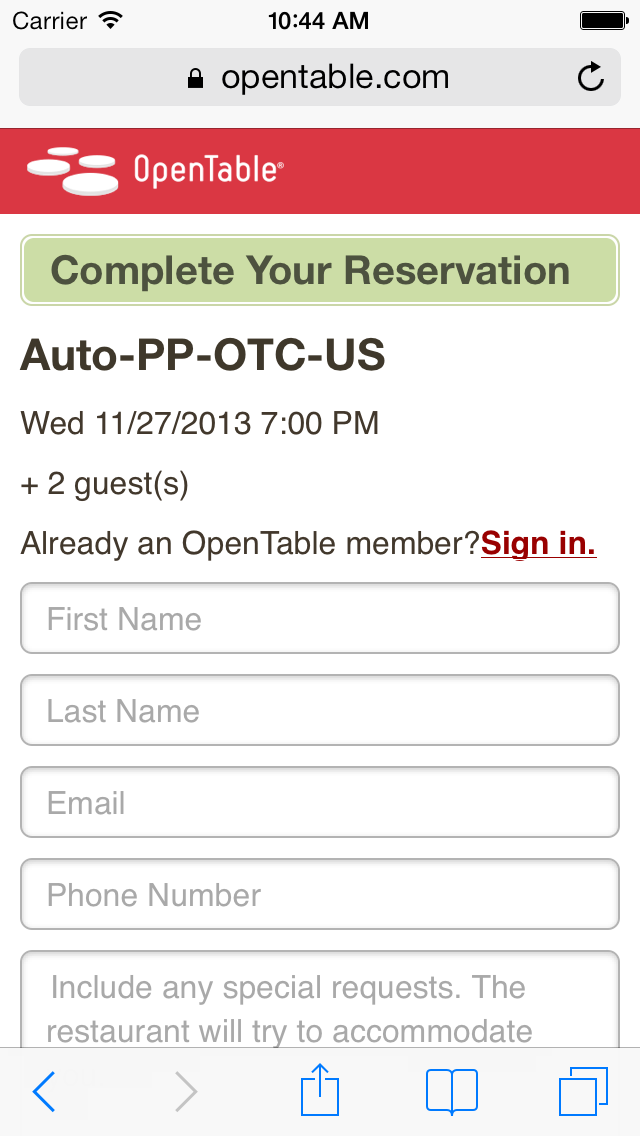 Carrier 10:44 AM
opentable.com
OpenTable®
Complete Your Reservation
Auto-PP-OTC-US
Wed 11/27/2013 7:00 PM
+ 2 guest(s)
Already an OpenTable member?Sign in.
First Name
Last Name
Email
Phone Number
Include any special requests. The
restaurant will try to accommodate